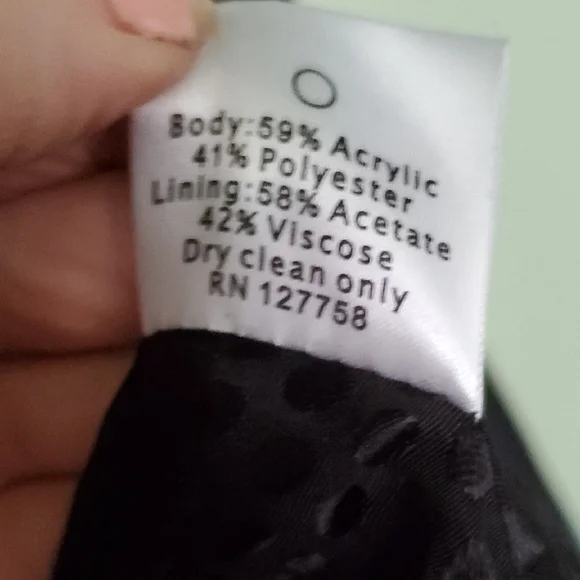 Body:59% Acrylic
41% Polyester
Lining:58% Acetate
42% Viscose
Dry clean only
RN 127758